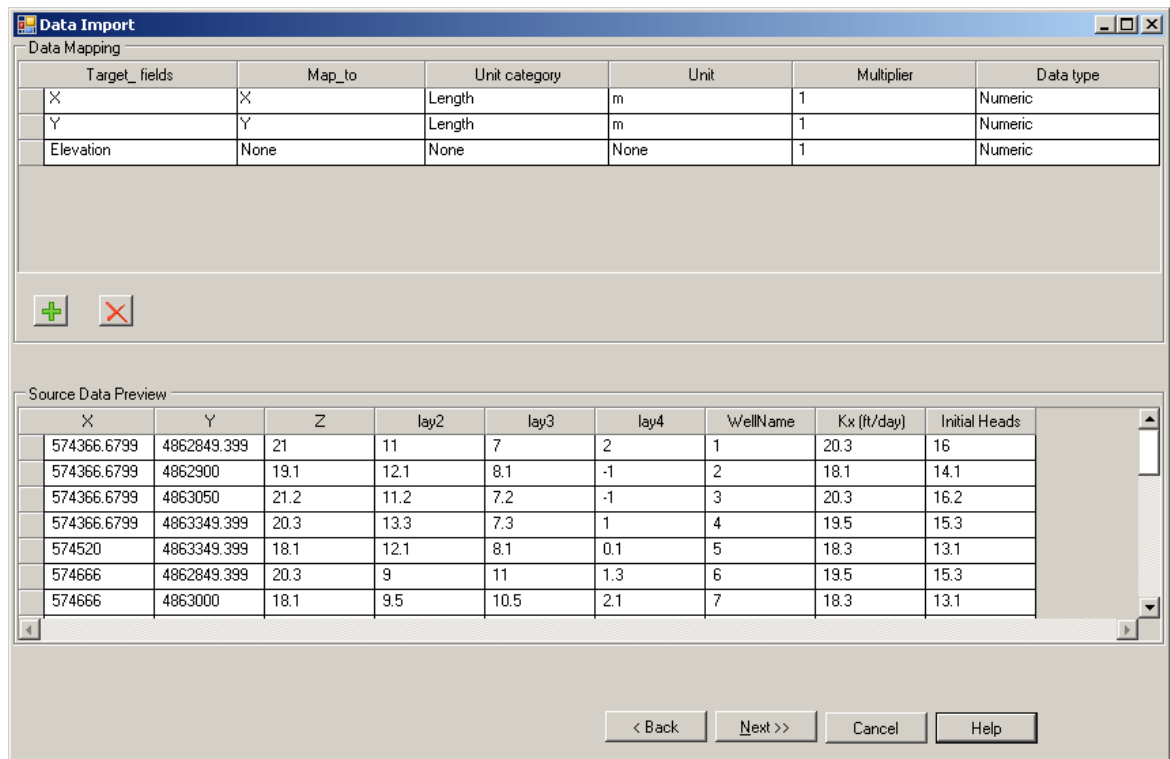 Data Import
Data Mapping
Target_ fields Map_to Unit category Unit Multiplier Data type
X X Length m 1 Numeric
Y Y Length m 1 Numeric
Elevation None None None 1 Numeric
Source Data Preview
X Y Z lay2 lay3 lay4 WellName Kx (ft/day) Initial Heads
574366.6799 4862849.399 21 11 7 2 1 20.3 16
574366.6799 4862900 19.1 12.1 8.1 -1 2 18.1 14.1
574366.6799 4863050 21.2 11.2 7.2 -1 3 20.3 16.2
574366.6799 4863349.399 20.3 13.3 7.3 1 4 19.5 15.3
574520 4863349.399 18.1 12.1 8.1 0.1 5 18.3 13.1
574666 4862849.399 20.3 9 11 1.3 6 19.5 15.3
574666 4863000 18.1 9.5 10.5 2.1 7 18.3 13.1
< Back Next >> Cancel Help